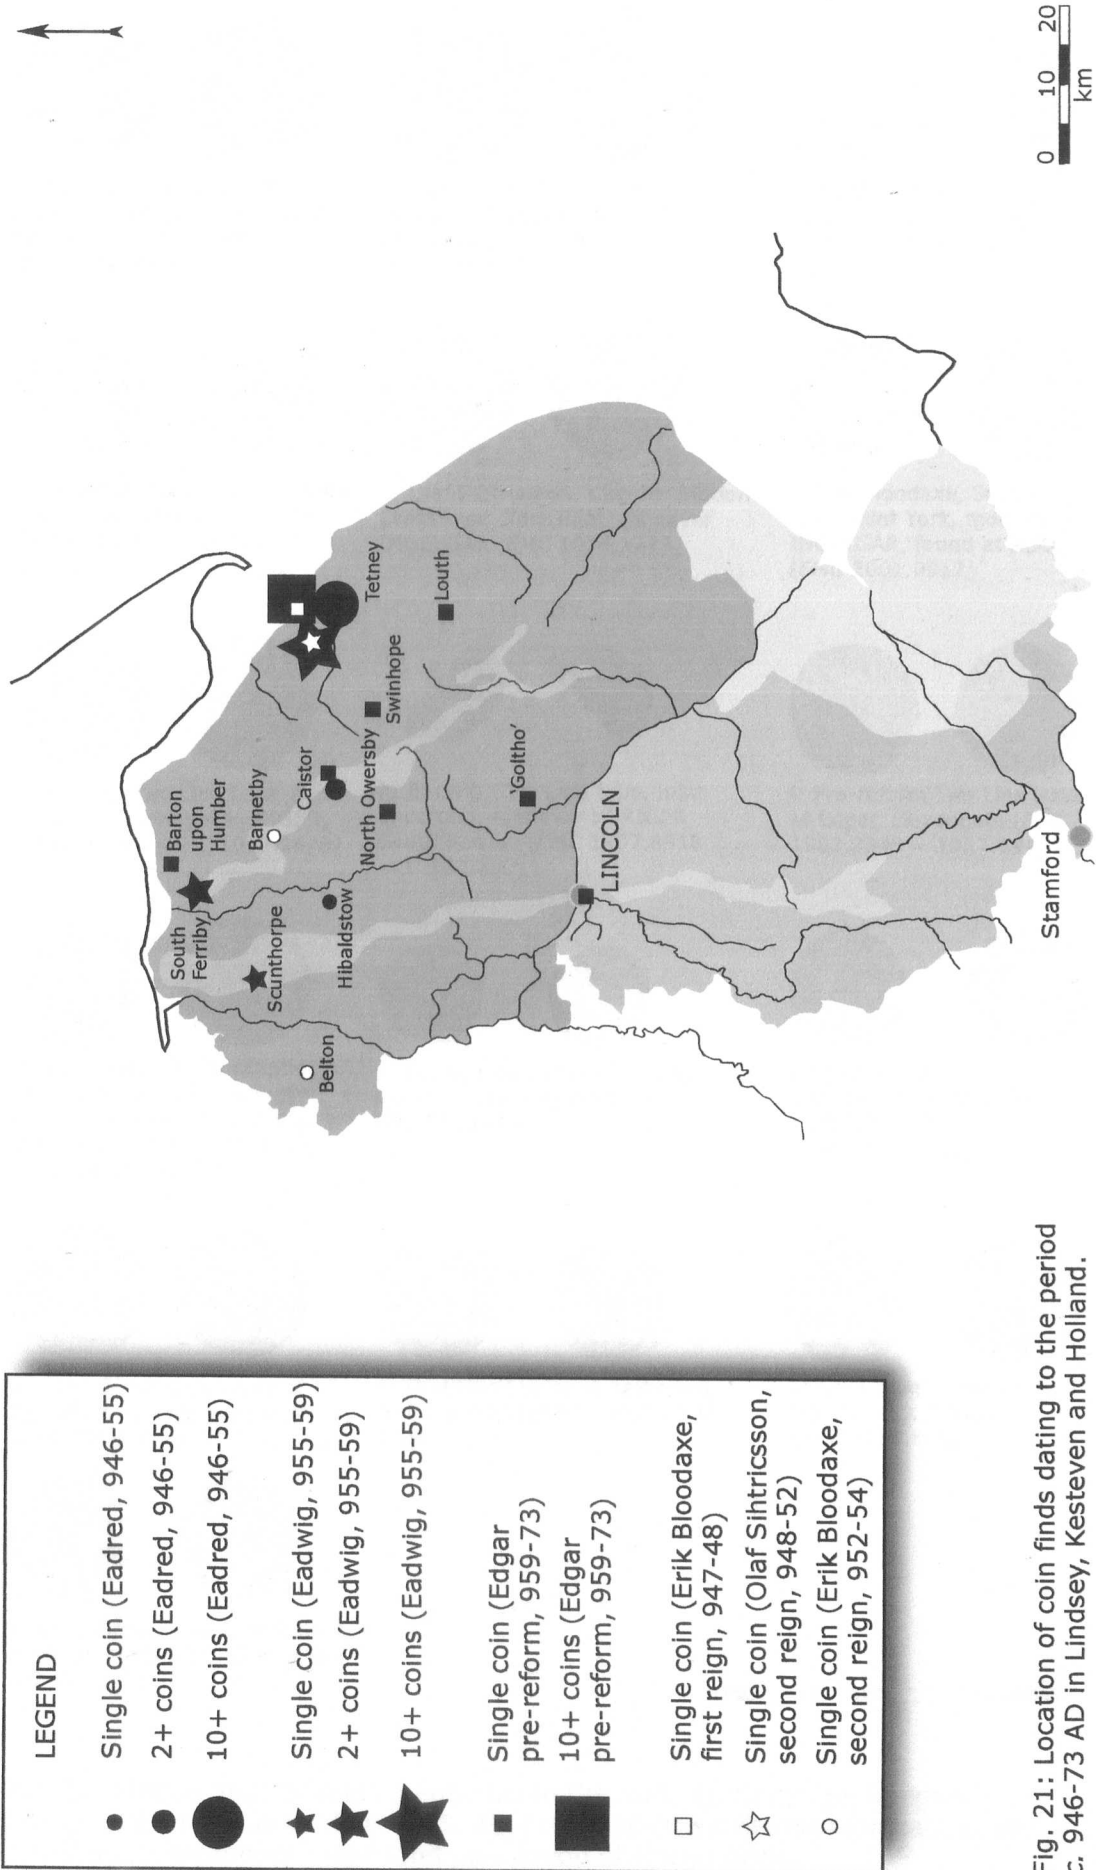 LEGEND
Single coin (Eadred, 946-55)
2+ coins (Eadred, 946-55)
10+ coins (Eadred, 946-55)
Single coin (Eadwig, 955-59)
2+ coins (Eadwig, 955-59)
10+ coins (Eadwig, 955-59)
Single coin (Edgar
pre-reform, 959-73)
10+ coins (Edgar
pre-reform, 959-73)
Single coin (Erik Bloodaxe,
first reign, 947-48)
Single coin (Olaf Sihtricsson,
second reign, 948-52)
Single coin (Erik Bloodaxe,
second reign, 952-54)
South
Ferriby
Barton
upon
Humber
Barnetby
Scunthorpe
Belton
Hibaldstow
Caistor
North Owersby
Swinhope
Tetney
Louth
'Goltho'
LINCOLN
Stamford
0 10 20
km
Fig. 21: Location of coin finds dating to the period
c. 946-73 AD in Lindsey, Kesteven and Holland.